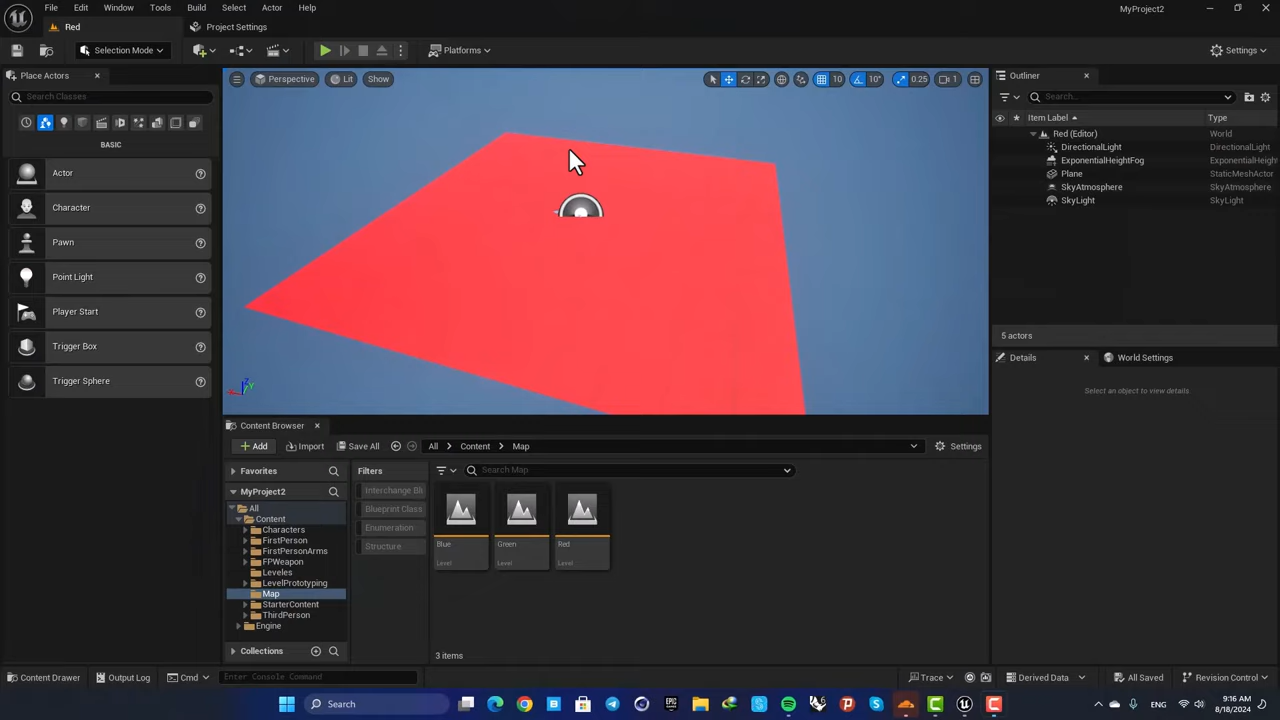 File Edit Window Tools Build Select Actor Help
MyProject2
Red
Project Settings
Selection Mode
Platforms
Settings
Place Actors
Search Classes
BASIC
Actor
Character
Pawn
Point Light
Player Start
Trigger Box
Trigger Sphere
Perspective
Lit
Show
10
10°
0.25
1
Outliner
Search...
Item Label
Type
Red (Editor)
World
DirectionalLight
DirectionalLight
ExponentialHeightFog
ExponentialHeight
Plane
StaticMeshActor
SkyAtmosphere
SkyAtmosphere
SkyLight
SkyLight
5 actors
Details
World Settings
Select an object to view details.
Content Browser
Add
Import
Save All
All
Content
Map
Settings
Favorites
MyProject2
All
Content
Characters
FirstPerson
FirstPersonArms
FPWeapon
Leveles
LevelPrototyping
Map
StarterContent
ThirdPerson
Engine
Collections
Filters
Interchange Bl
Blueprint Class
Enumeration
Structure
Search Map
Blue
Level
Green
Level
Red
Level
3 items
Content Drawer
Output Log
Cmd
Enter Console Command
Trace
Derived Data
All Saved
Revision Control
Search
9:16 AM
8/18/2024